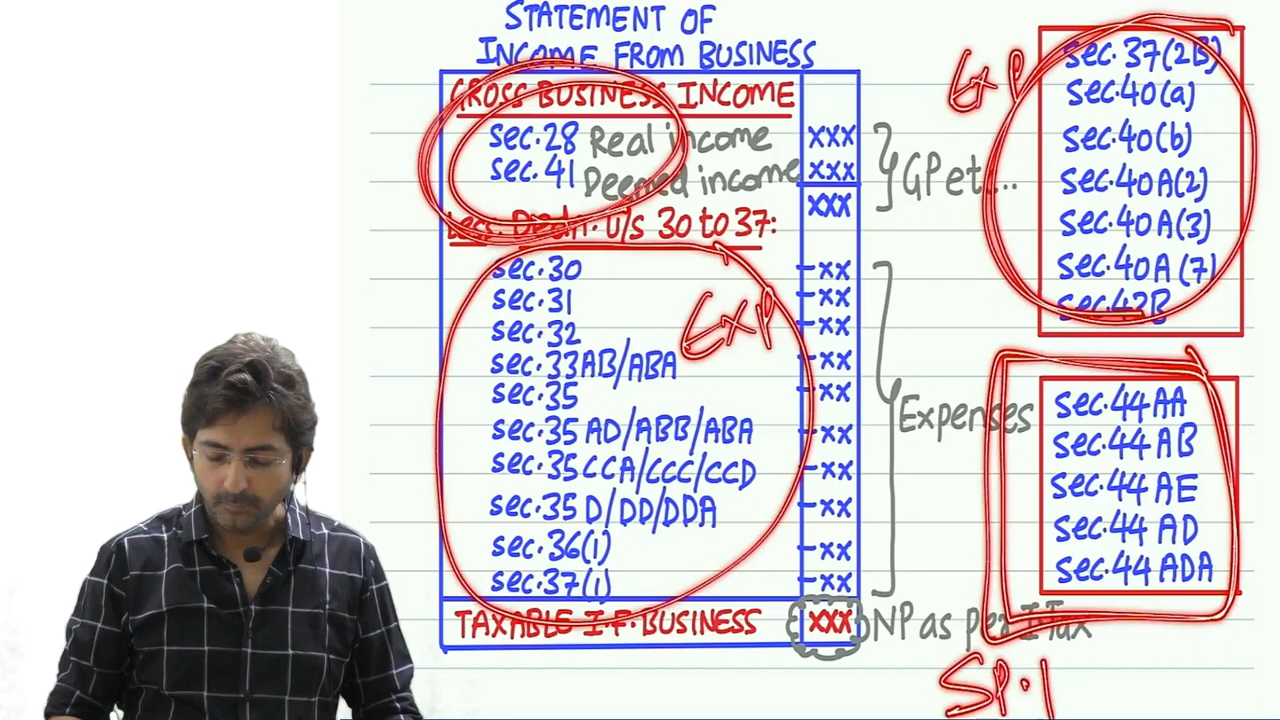 STATEMENT OF
INCOME FROM BUSINESS
GROSS BUSINESS INCOME
sec.28 Real income xxx
sec.41 Deemed income xxx
GP etc...
xxx
Less: Dedn. U/s 30 to 37:
sec.30 -xx
sec.31 -xx
sec.32 -xx
sec.33AB/ABA -xx
sec.35 -xx
sec.35 AD/ABB/ABA -xx
sec.35 CCA/CCC/CCD -xx
sec.35 D/DD/DDA -xx
sec.36(1) -xx
sec.37(1) -xx
Expenses
Exp
TAXABLE I.F. BUSINESS xxx NP as per I.Tax
Exp
sec.37(2B)
sec.40(a)
sec.40(b)
sec.40A(2)
sec.40A(3)
sec.40A(7)
sec.43B
sec.44AA
sec.44AB
sec.44AE
sec.44AD
sec.44ADA
SP.1